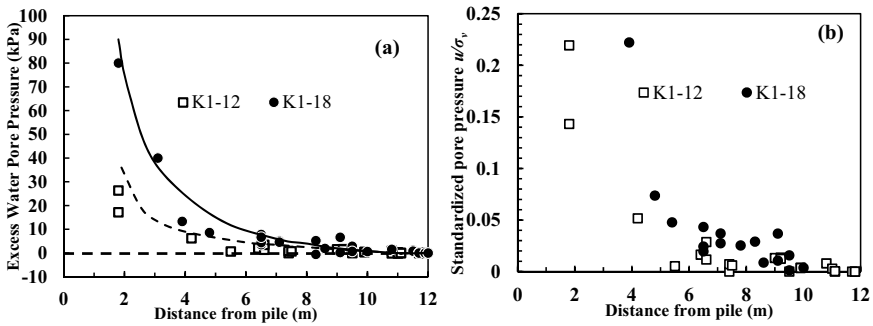 Excess Water Pore Pressure (kPa)
100
90
80
70
60
50
40
30
20
10
0
-10
(a)
K1-12
K1-18
0 2 4 6 8 10 12
Distance from pile (m)
Standardized pore pressure u/σv
0.25
0.2
0.15
0.1
0.05
0
(b)
K1-12
K1-18
0 2 4 6 8 10 12
Distance from pile (m)